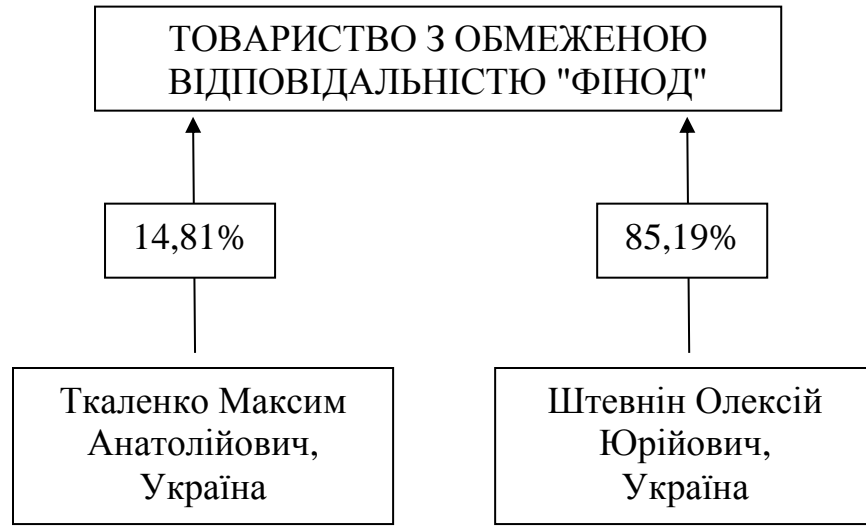 ТОВАРИСТВО З ОБМЕЖЕНОЮ
ВІДПОВІДАЛЬНІСТЮ "ФІНОД"
14,81%
85,19%
Ткаленко Максим
Анатолійович,
Україна
Штевнін Олексій
Юрійович,
Україна